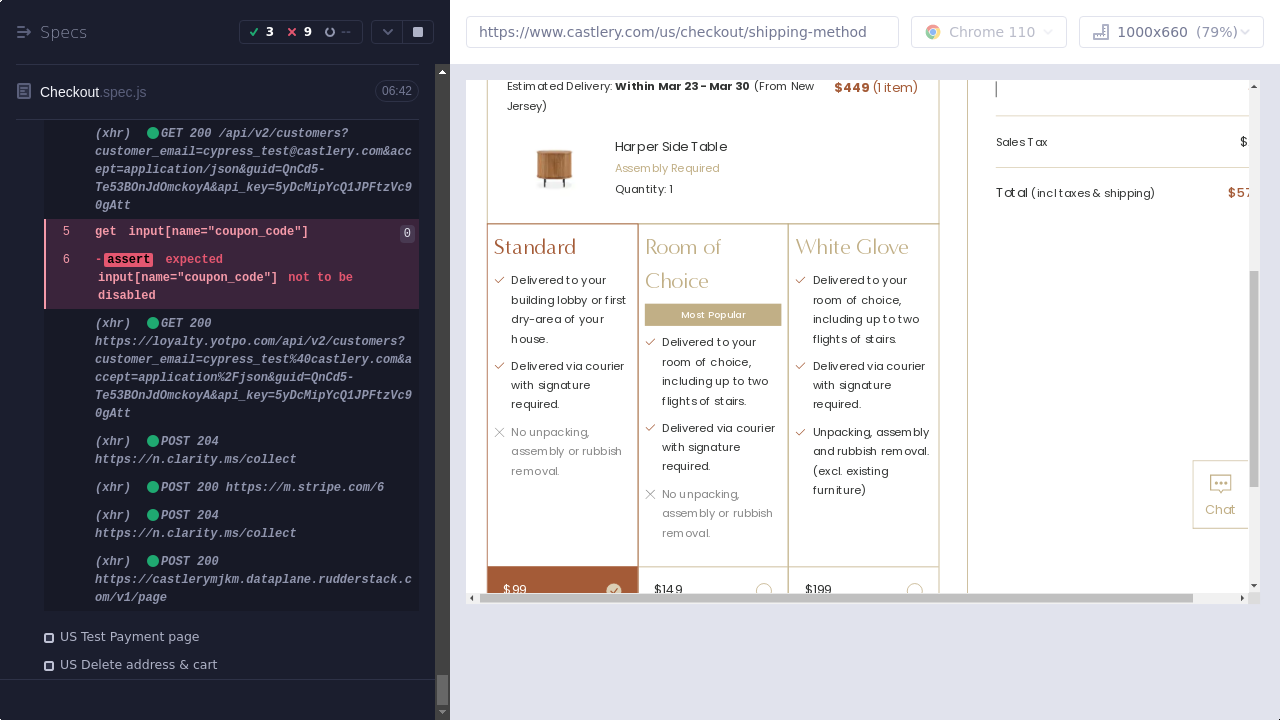 Specs
3 9 --
Checkout.spec.js 06:42
(xhr) GET 200 /api/v2/customers?
customer_email=cypress_test@castlery.com&acc
ept=application/json&guid=QnCd5-
Te53BOnJdOmckoyA&api_key=5yDcMipYcQ1JPFtzVc9
0gAtt
5 get input[name="coupon_code"] 0
6 -assert expected
input[name="coupon_code"] not to be
disabled
(xhr) GET 200
https://loyalty.yotpo.com/api/v2/customers?
customer_email=cypress_test%40castlery.com&a
ccept=application%2Fjson&guid=QnCd5-
Te53BOnJdOmckoyA&api_key=5yDcMipYcQ1JPFtzVc9
0gAtt
(xhr) POST 204
https://n.clarity.ms/collect
(xhr) POST 200 https://m.stripe.com/6
(xhr) POST 204
https://n.clarity.ms/collect
(xhr) POST 200
https://castlerymjkm.dataplane.rudderstack.c
om/v1/page
US Test Payment page
US Delete address & cart
https://www.castlery.com/us/checkout/shipping-method
Chrome 110
1000x660 (79%)
Estimated Delivery: Within Mar 23 - Mar 30 (From New
Jersey)
$449 (1 item)
Harper Side Table
Assembly Required
Quantity: 1
Standard
Delivered to your
building lobby or first
dry-area of your
house.
Delivered via courier
with signature
required.
No unpacking,
assembly or rubbish
removal.
$99
Room of
Choice
Most Popular
Delivered to your
room of choice,
including up to two
flights of stairs.
Delivered via courier
with signature
required.
No unpacking,
assembly or rubbish
removal.
$149
White Glove
Delivered to your
room of choice,
including up to two
flights of stairs.
Delivered via courier
with signature
required.
Unpacking, assembly
and rubbish removal.
(excl. existing
furniture)
$199
Sales Tax $
Total (incl taxes & shipping) $57
Chat